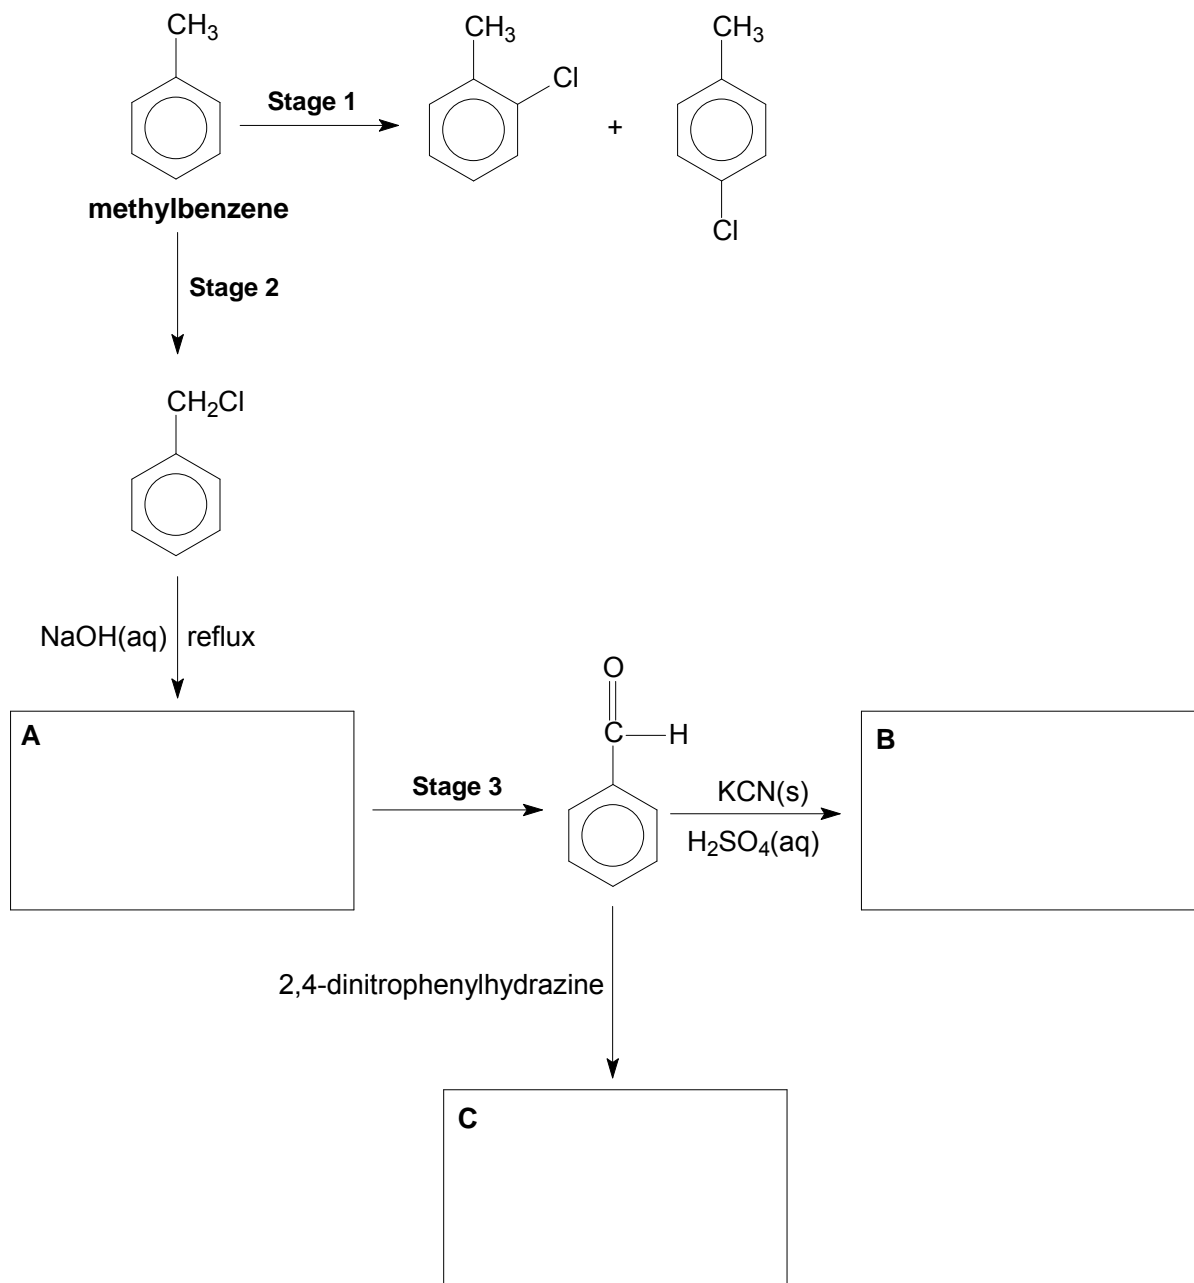 CH₃ CH₃ CH₃
Cl
Stage 1
+
methylbenzene
Cl
Stage 2
CH₂Cl
NaOH(aq) reflux
O
A
C H
B
Stage 3
KCN(s)
H₂SO₄(aq)
2,4-dinitrophenylhydrazine
C